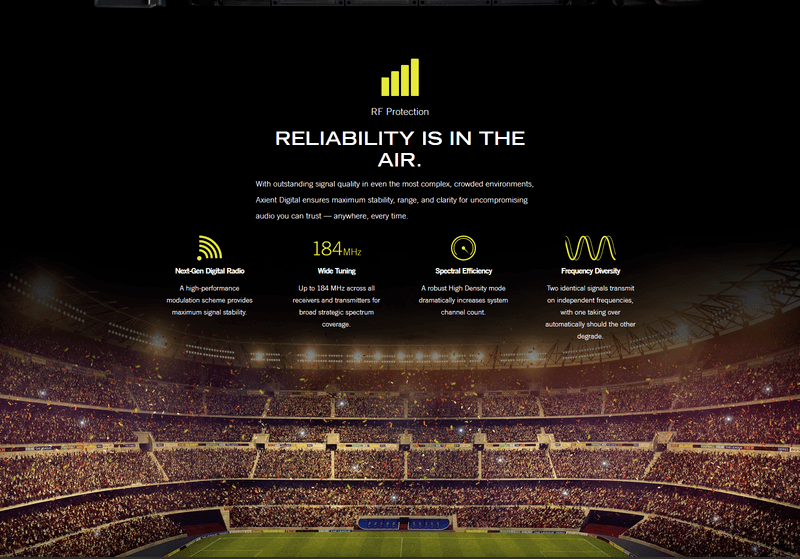 RF Protection
RELIABILITY IS IN THE
AIR.
With outstanding signal quality in even the most complex, crowded environments,
Axient Digital ensures maximum stability, range, and clarity for uncompromising
audio you can trust — anywhere, every time.
184MHz
Next-Gen Digital Radio
A high-performance
modulation scheme provides
maximum signal stability.
Wide Tuning
Up to 184 MHz across all
receivers and transmitters for
broad strategic spectrum
coverage.
Spectral Efficiency
A robust High Density mode
dramatically increases system
channel count.
Frequency Diversity
Two identical signals transmit
on independent frequencies,
with one taking over
automatically should the other
degrade.